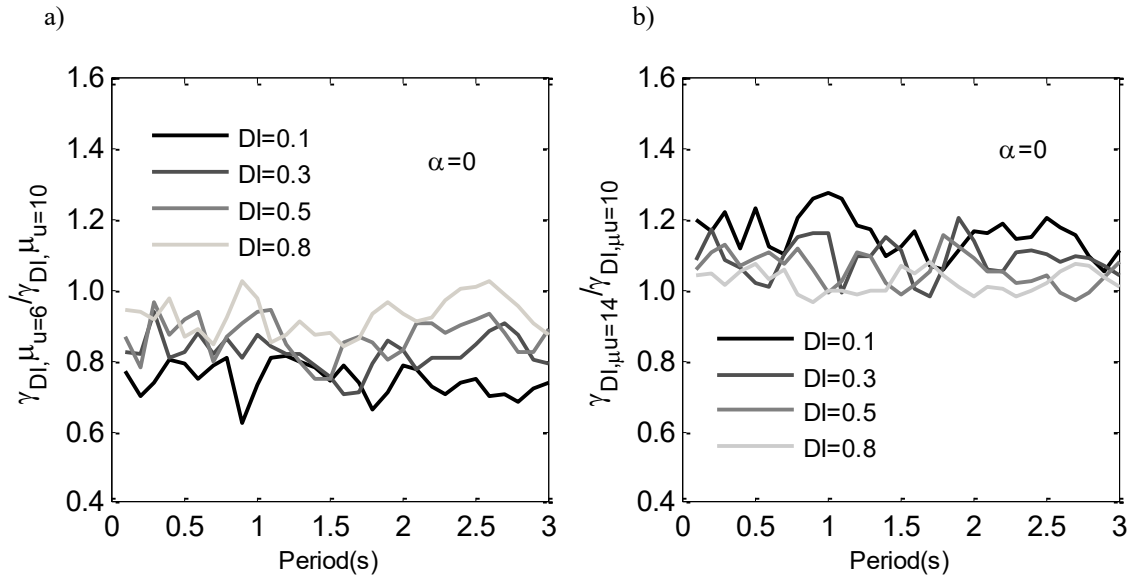 a)
1.6
1.4
1.2
1.0
0.8
0.6
0.4
γDI,μu=6/γDI,μu=10
DI=0.1
DI=0.3
DI=0.5
DI=0.8
α=0
0 0.5 1 1.5 2 2.5 3
Period(s)
b)
1.6
1.4
1.2
1.0
0.8
0.6
0.4
γDI,μu=14/γDI,μu=10
α=0
DI=0.1
DI=0.3
DI=0.5
DI=0.8
0 0.5 1 1.5 2 2.5 3
Period(s)